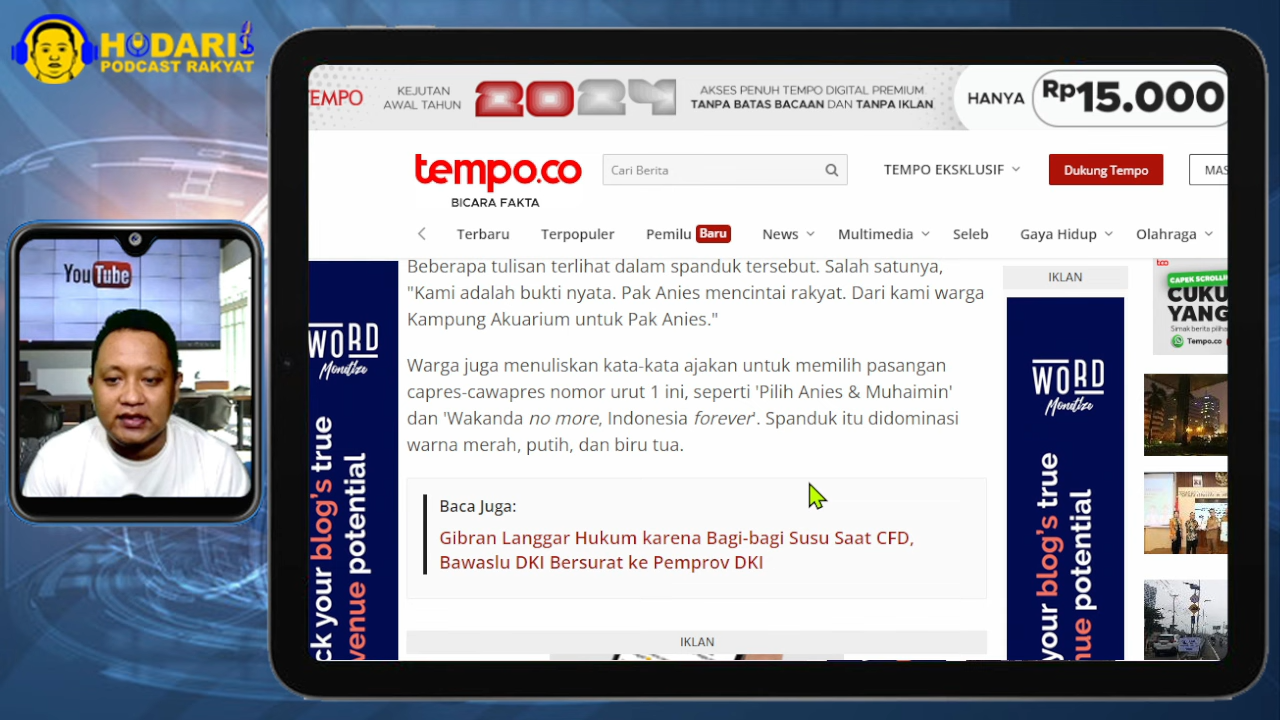 HODARI
PODCAST RAKYAT
YouTube
TEMPO
KEJUTAN
AWAL TAHUN
2024
AKSES PENUH TEMPO DIGITAL PREMIUM
TANPA BATAS BACAAN DAN TANPA IKLAN
HANYA
Rp15.000
tempo.co
BICARA FAKTA
Cari Berita
TEMPO EKSKLUSIF
Dukung Tempo
MAS
Terbaru
Terpopuler
Pemilu Baru
News
Multimedia
Seleb
Gaya Hidup
Olahraga
Beberapa tulisan terlihat dalam spanduk tersebut. Salah satunya,
"Kami adalah bukti nyata. Pak Anies mencintai rakyat. Dari kami warga
Kampung Akuarium untuk Pak Anies."
Warga juga menuliskan kata-kata ajakan untuk memilih pasangan
capres-cawapres nomor urut 1 ini, seperti 'Pilih Anies & Muhaimin'
dan 'Wakanda no more, Indonesia forever'. Spanduk itu didominasi
warna merah, putih, dan biru tua.
Baca Juga:
Gibran Langgar Hukum karena Bagi-bagi Susu Saat CFD,
Bawaslu DKI Bersurat ke Pemprov DKI
IKLAN
WORD
Monetize
ck your blog's true
venue potential
IKLAN
WORD
Monetize
your blog's true
nue potential
CAPEK SCROLLIN
CUKU
YANG
Simak berita piliha
Tempo.co